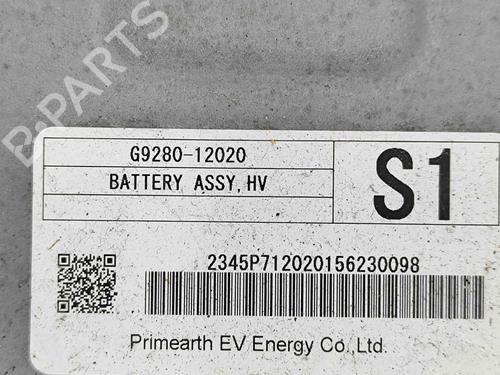 B-PARTS
G9280-12020
BATTERY ASSY,HV
S1
2345P712020156230098
Primearth EV Energy Co.,Ltd.